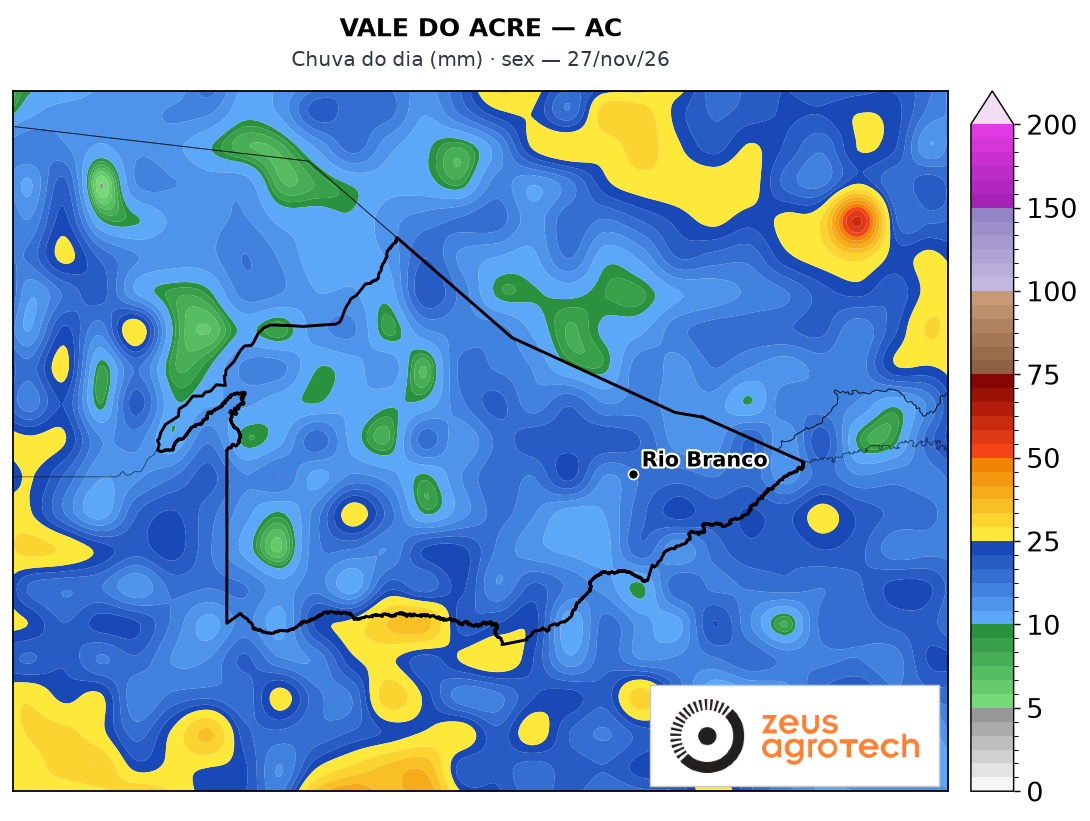 VALE DO ACRE — AC
Chuva do dia (mm) · sex — 27/nov/26
200
150
100
75
50
25
10
5
0
Rio Branco
zeus
agrotech